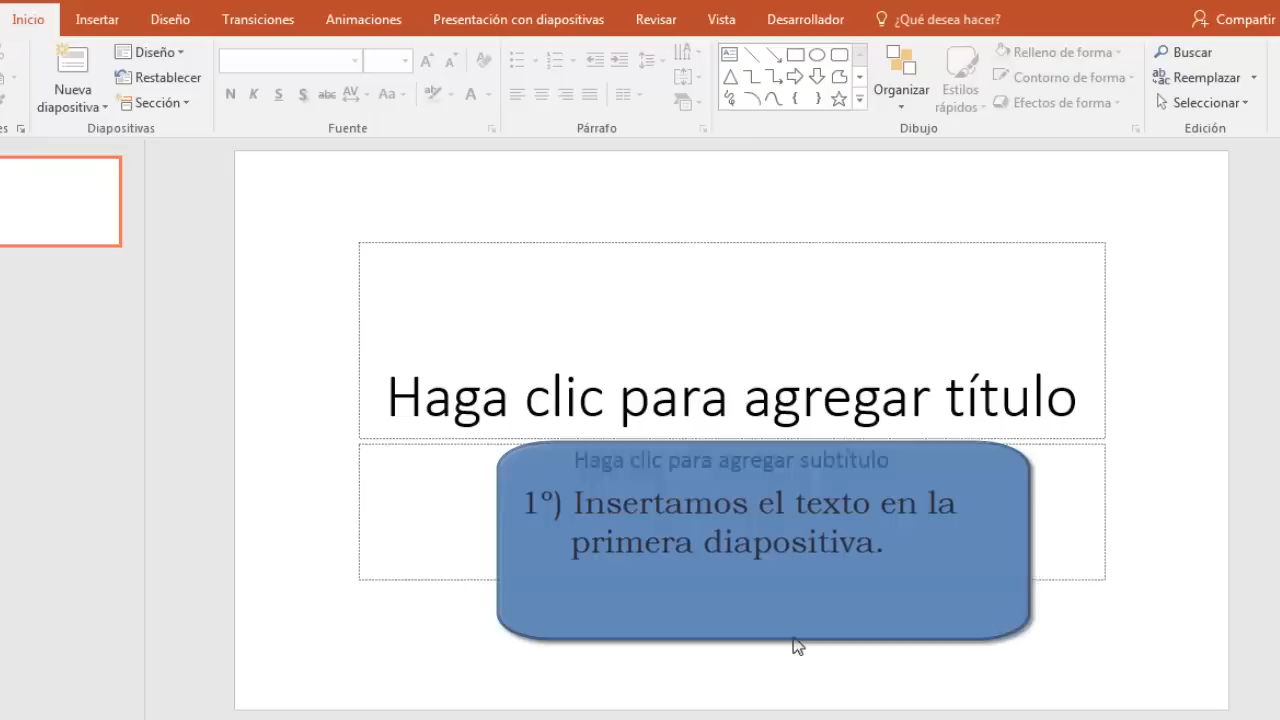 Inicio Insertar Diseño Transiciones Animaciones Presentación con diapositivas Revisar Vista Desarrollador ¿Qué desea hacer? Compartir
Nueva diapositiva
Diseño
Restablecer
Sección
Diapositivas
N K S S abc AV Aa A
Fuente
Párrafo
Organizar
Estilos rápidos
Relleno de forma
Contorno de forma
Efectos de forma
Dibujo
Buscar
Reemplazar
Seleccionar
Edición
Haga clic para agregar título
Haga clic para agregar subtítulo
1º) Insertamos el texto en la
primera diapositiva.